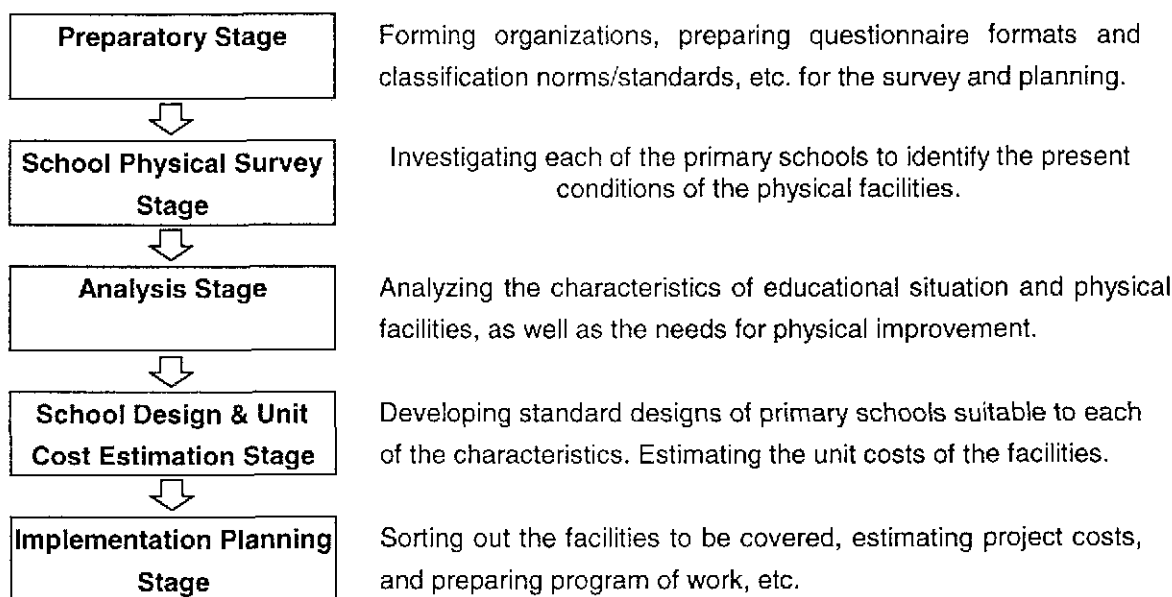 Preparatory Stage
Forming organizations, preparing questionnaire formats and
classification norms/standards, etc. for the survey and planning.
School Physical Survey
Stage
Investigating each of the primary schools to identify the present
conditions of the physical facilities.
Analysis Stage
Analyzing the characteristics of educational situation and physical
facilities, as well as the needs for physical improvement.
School Design & Unit
Cost Estimation Stage
Developing standard designs of primary schools suitable to each
of the characteristics. Estimating the unit costs of the facilities.
Implementation Planning
Stage
Sorting out the facilities to be covered, estimating project costs,
and preparing program of work, etc.